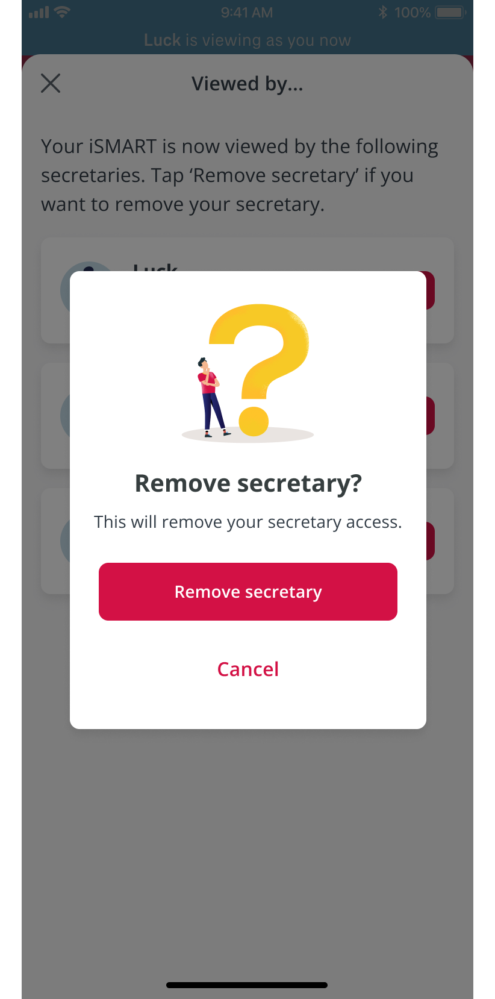 9:41 AM
100%
Luck is viewing as you now
Viewed by...
Your iSMART is now viewed by the following
secretaries. Tap ‘Remove secretary’ if you
want to remove your secretary.
Luck
Remove secretary?
This will remove your secretary access.
Remove secretary
Cancel